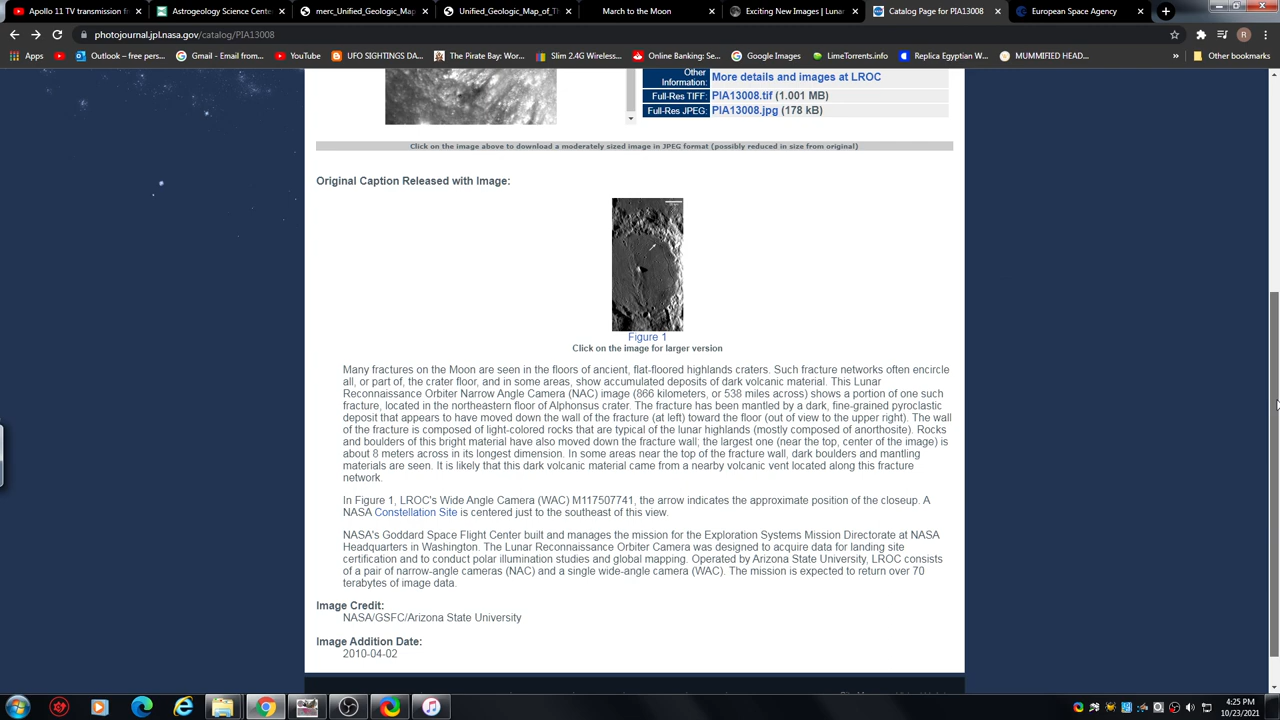 Apollo 11 TV transmission f
Astrogeology Science Center
Astrogeology_Geologic_Map_of_T
European Space Agency
photojournal.jpl.nasa.gov/catalog/PIA13008
R
Apps
YouTube
Outlook – free pers...
Gmail
YouTube
UFO SIGHTINGS DA...
The Pirate Bay: Wor...
Slim 2.4G Wireless...
Online Banking: Se...
Google Images
LimeTorrents.info
Replica Egyptian W...
MUMMIFIED HAND...
Other bookmarks
Other Information: More details and images at LROC
Full-Res TIFF: PIA13008.tif (1.001 MB)
Full-Res JPEG: PIA13008.jpg (178 kB)
Click on the image above to download a moderately sized image in JPEG format (possibly reduced in size from original)
Original Caption Released with Image:
Figure 1
Click on the image for larger version
Many fractures on the Moon are seen in the floors of ancient, flat-floored highlands craters. Such fracture networks often encircle
all, or part of, the crater floor, and in some areas, show accumulated deposits of dark volcanic material. This Lunar
Reconnaissance Orbiter Narrow Angle Camera (NAC) image (866 kilometers, or 538 miles across) shows a portion of one such
fracture, located in the northeastern floor of Alphonsus crater. The fracture has been mantled by a dark, fine-grained pyroclastic
deposit that appears to have moved down the wall of the fracture (at left) toward the floor (out of view to the upper right). The wall
of the fracture is composed of light-colored rocks that are typical of the lunar highlands (mostly composed of anorthosite). Rocks
and boulders of this bright material have also moved down the fracture wall; the largest one (near the top, center of the image) is
about 8 meters across in its longest dimension. In some areas near the top of the fracture wall, dark boulders and mantling
materials are seen. It is likely that this dark volcanic material came from a nearby volcanic vent located along this fracture
network.
In Figure 1, LROC's Wide Angle Camera (WAC) M117507741, the arrow indicates the approximate position of the closeup. A
NASA Constellation Site is centered just to the southeast of this view.
NASA's Goddard Space Flight Center built and manages the mission for the Exploration Systems Mission Directorate at NASA
Headquarters in Washington. The Lunar Reconnaissance Orbiter Camera was designed to acquire data for landing site
certification and to conduct polar illumination studies and global mapping. Operated by Arizona State University, LROC consists
of a pair of narrow-angle cameras (NAC) and a single wide-angle camera (WAC). The mission is expected to return over 70
terabytes of image data.
Image Credit:
NASA/GSFC/Arizona State University
Image Addition Date:
2010-04-02
4:25 PM
10/23/2021